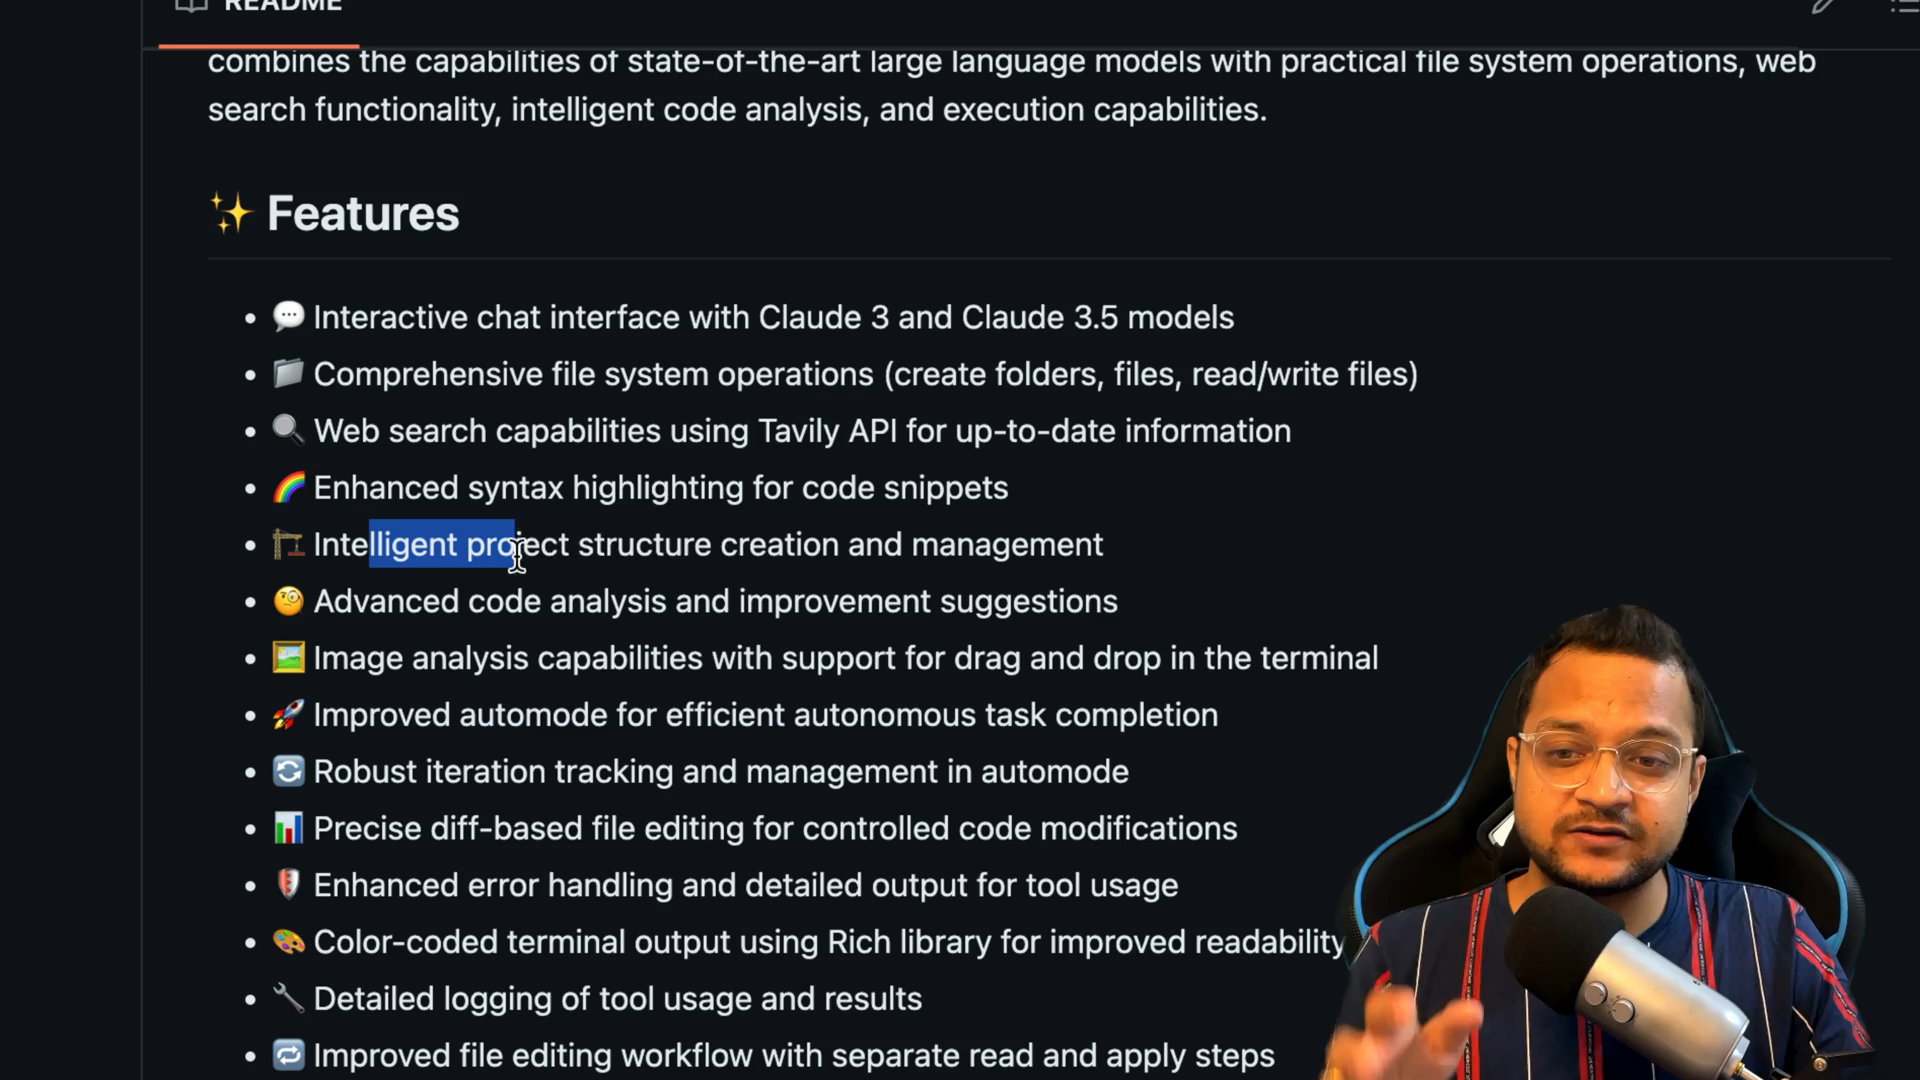 README
combines the capabilities of state-of-the-art large language models with practical file system operations, web
search functionality, intelligent code analysis, and execution capabilities.
✨ Features
• 💬 Interactive chat interface with Claude 3 and Claude 3.5 models
• 📁 Comprehensive file system operations (create folders, files, read/write files)
• 🔍 Web search capabilities using Tavily API for up-to-date information
• 🌈 Enhanced syntax highlighting for code snippets
• 🏗️ Intelligent project structure creation and management
• 🧐 Advanced code analysis and improvement suggestions
• 🖼️ Image analysis capabilities with support for drag and drop in the terminal
• 🚀 Improved automode for efficient autonomous task completion
• 🔄 Robust iteration tracking and management in automode
• 📊 Precise diff-based file editing for controlled code modifications
• 🛡️ Enhanced error handling and detailed output for tool usage
• 🎨 Color-coded terminal output using Rich library for improved readability
• 🔧 Detailed logging of tool usage and results
• 🔁 Improved file editing workflow with separate read and apply steps